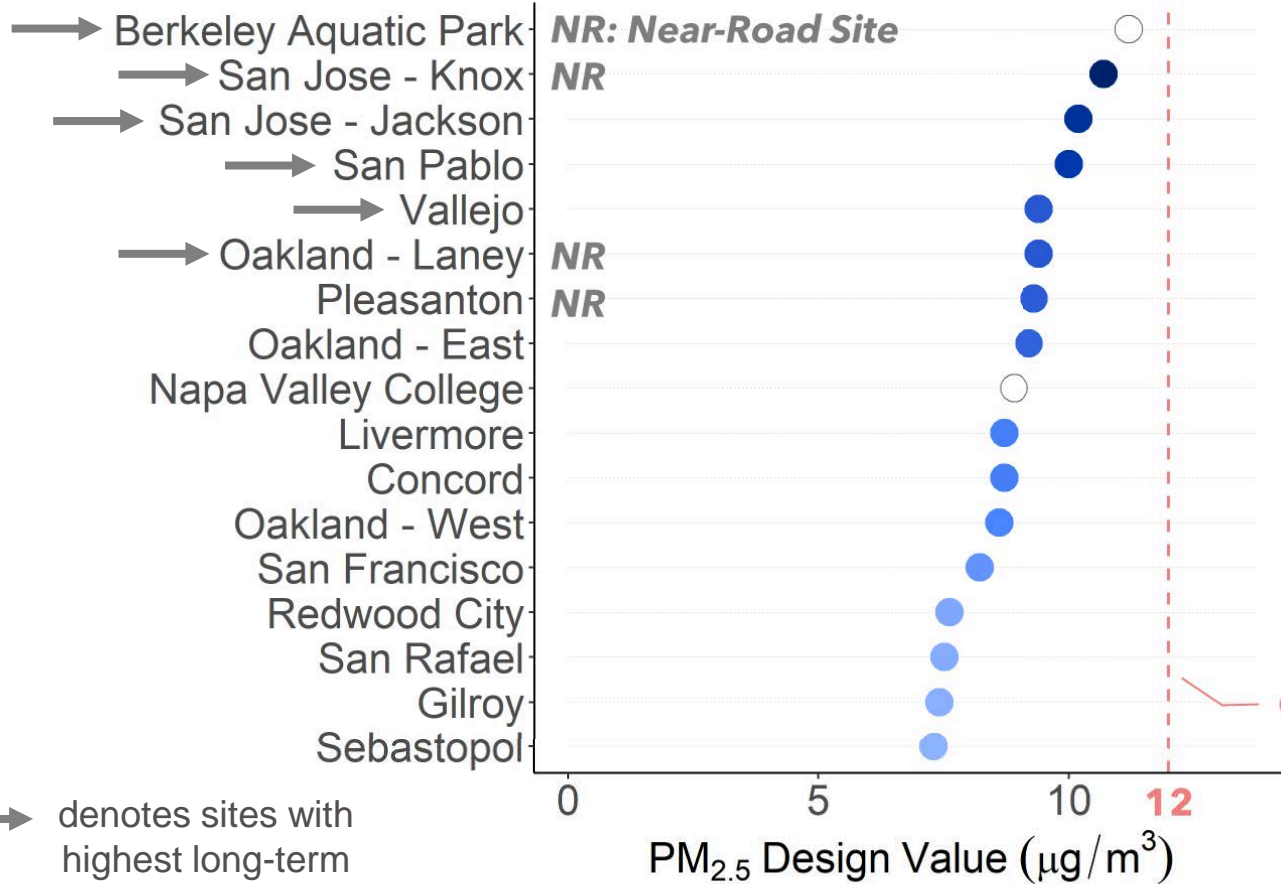 Berkeley Aquatic Park NR: Near-Road Site
San Jose - Knox NR
San Jose - Jackson
San Pablo
Vallejo
Oakland - Laney NR
Pleasanton NR
Oakland - East
Napa Valley College
Livermore
Concord
Oakland - West
San Francisco
Redwood City
San Rafael
Gilroy
Sebastopol
0 5 10 12
denotes sites with
highest long-term
PM2.5 Design Value (μg/m³)